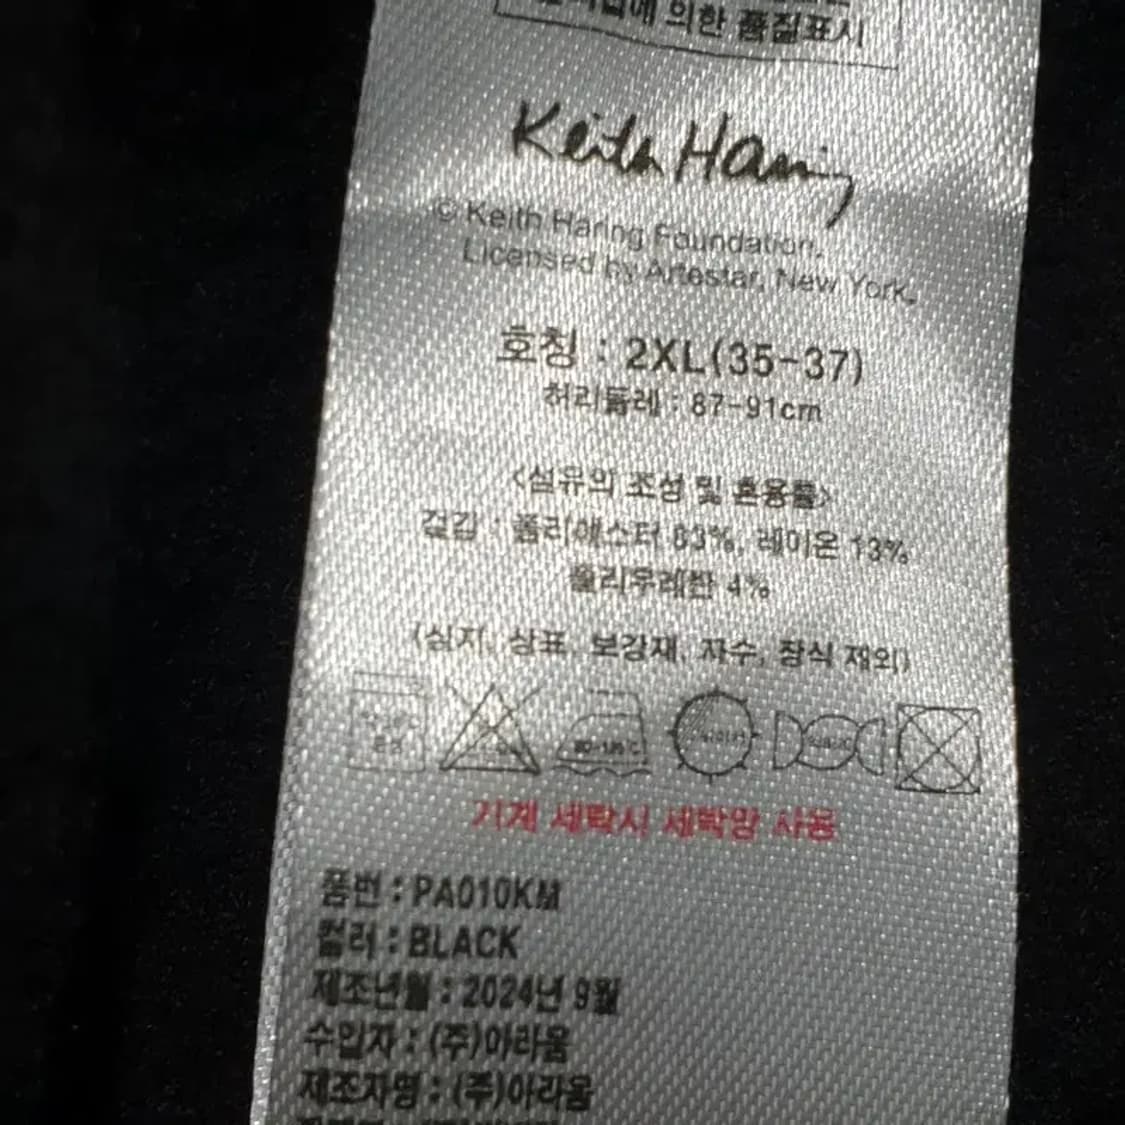 의한 품질표시
Keith Haring
© Keith Haring Foundation.
Licensed by Artestar, New York.
호칭 : 2XL(35-37)
허리둘레 : 87-91cm
<섬유의 조성 및 혼용률>
겉감 : 폴리에스터 83%, 레이온 13%
폴리우레탄 4%
(심지, 상표, 보강재, 자수, 장식 제외)
80~120°C
기계 세탁시 세탁망 사용
품번 : PA010KM
컬러 : BLACK
제조년월 : 2024년 9월
수입자 : (주)아라움
제조자명 : (주)아라움